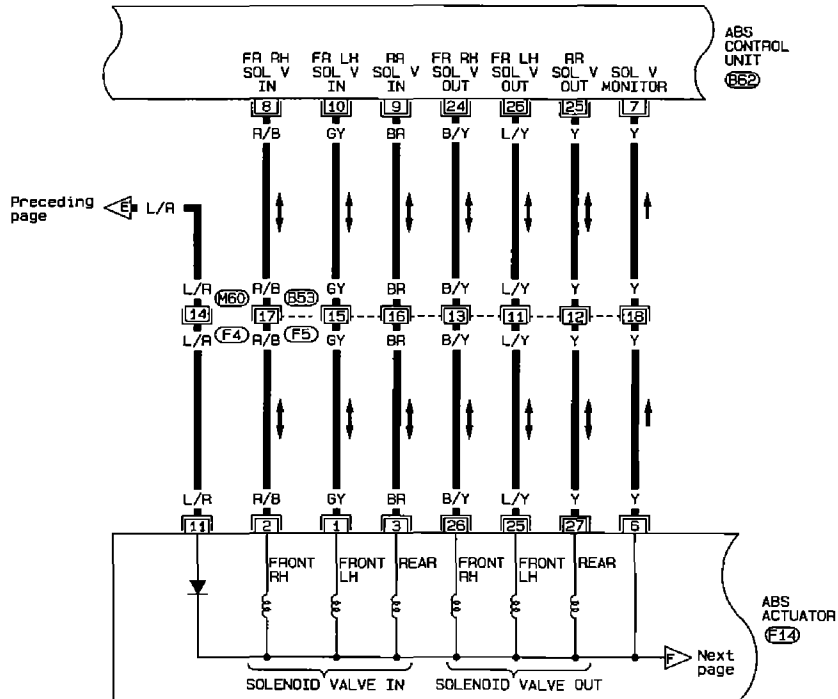 ABS
CONTROL
UNIT
B62
FR RH
SOL V
IN
FR LH
SOL V
IN
RR
SOL V
IN
FR RH
SOL V
OUT
FR LH
SOL V
OUT
RR
SOL V
OUT
SOL V
MONITOR
8 10 9 24 26 25 7
R/B GY BR B/Y L/Y Y Y
Preceding
page
E L/R
L/R M60 R/B B53 GY BR B/Y L/Y Y Y
14 17 15 16 13 11 12 18
L/R F4 R/B F5 GY BR B/Y L/Y Y Y
L/R R/B GY BR B/Y L/Y Y Y
11 2 1 3 26 25 27 6
FRONT
RH
FRONT
LH
REAR
FRONT
RH
FRONT
LH
REAR
ABS
ACTUATOR
F14
F Next
page
SOLENOID VALVE IN
SOLENOID VALVE OUT